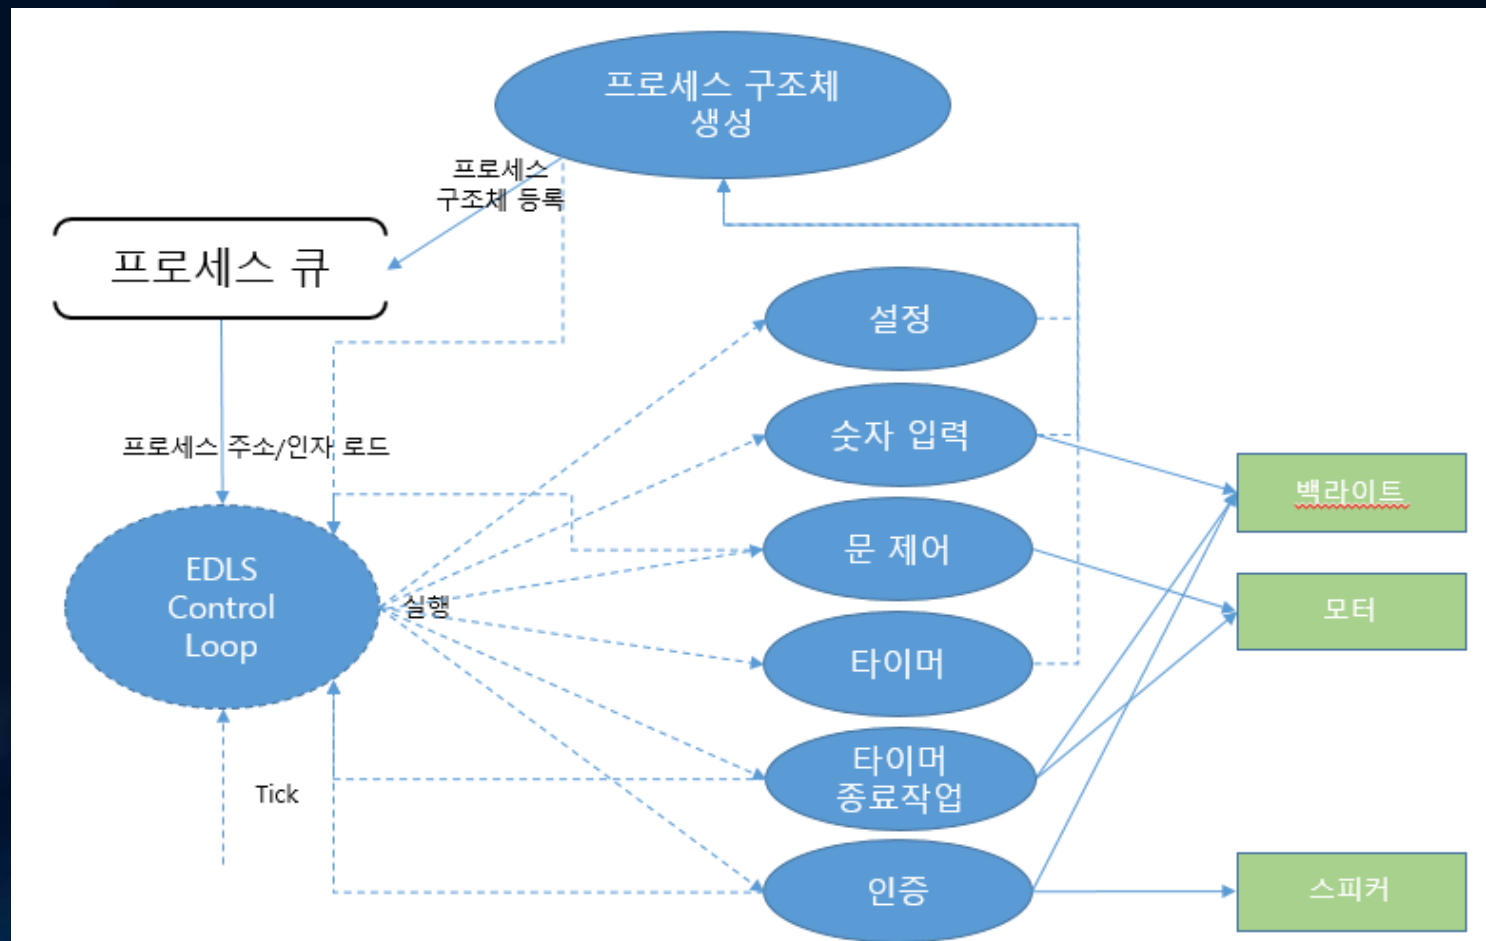 프로세스 구조체
생성
프로세스
구조체 등록
프로세스 큐
설정
숫자 입력
프로세스 주소/인자 로드
백라이트
문 제어
EDLS
Control
Loop
실행
모터
타이머
타이머
종료작업
Tick
인증
스피커